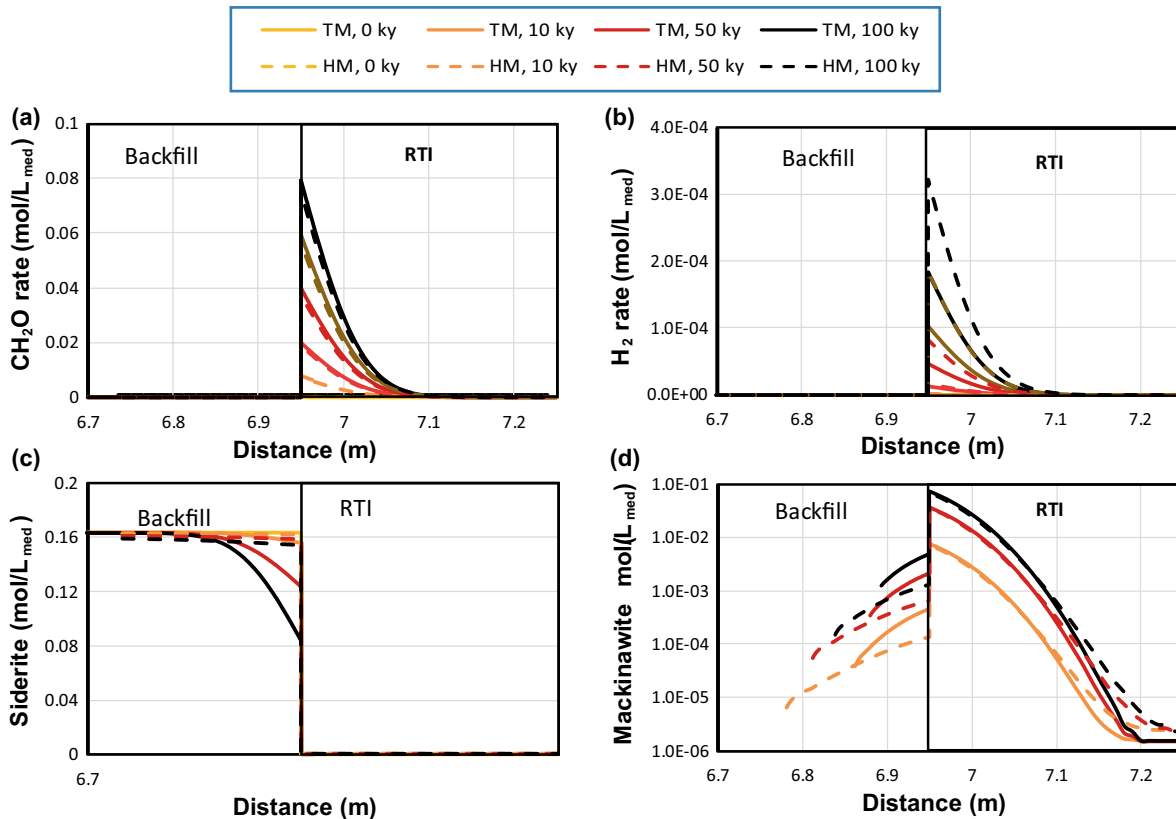 TM, 0 ky TM, 10 ky TM, 50 ky TM, 100 ky
HM, 0 ky HM, 10 ky HM, 50 ky HM, 100 ky
(a)
CH2O rate (mol/L med)
0.1
0.08
0.06
0.04
0.02
0
Backfill RTI
6.7 6.8 6.9 7 7.1 7.2
Distance (m)
(b)
H2 rate (mol/L med)
4.0E-04
3.0E-04
2.0E-04
1.0E-04
0.0E+00
Backfill RTI
6.7 6.8 6.9 7 7.1 7.2
Distance (m)
(c)
Siderite (mol/L med)
0.2
0.16
0.12
0.08
0.04
0
Backfill RTI
6.7
Distance (m)
(d)
Mackinawite mol(L med)
1.0E-01
1.0E-02
1.0E-03
1.0E-04
1.0E-05
1.0E-06
Backfill RTI
6.7 6.8 6.9 7 7.1 7.2
Distance (m)